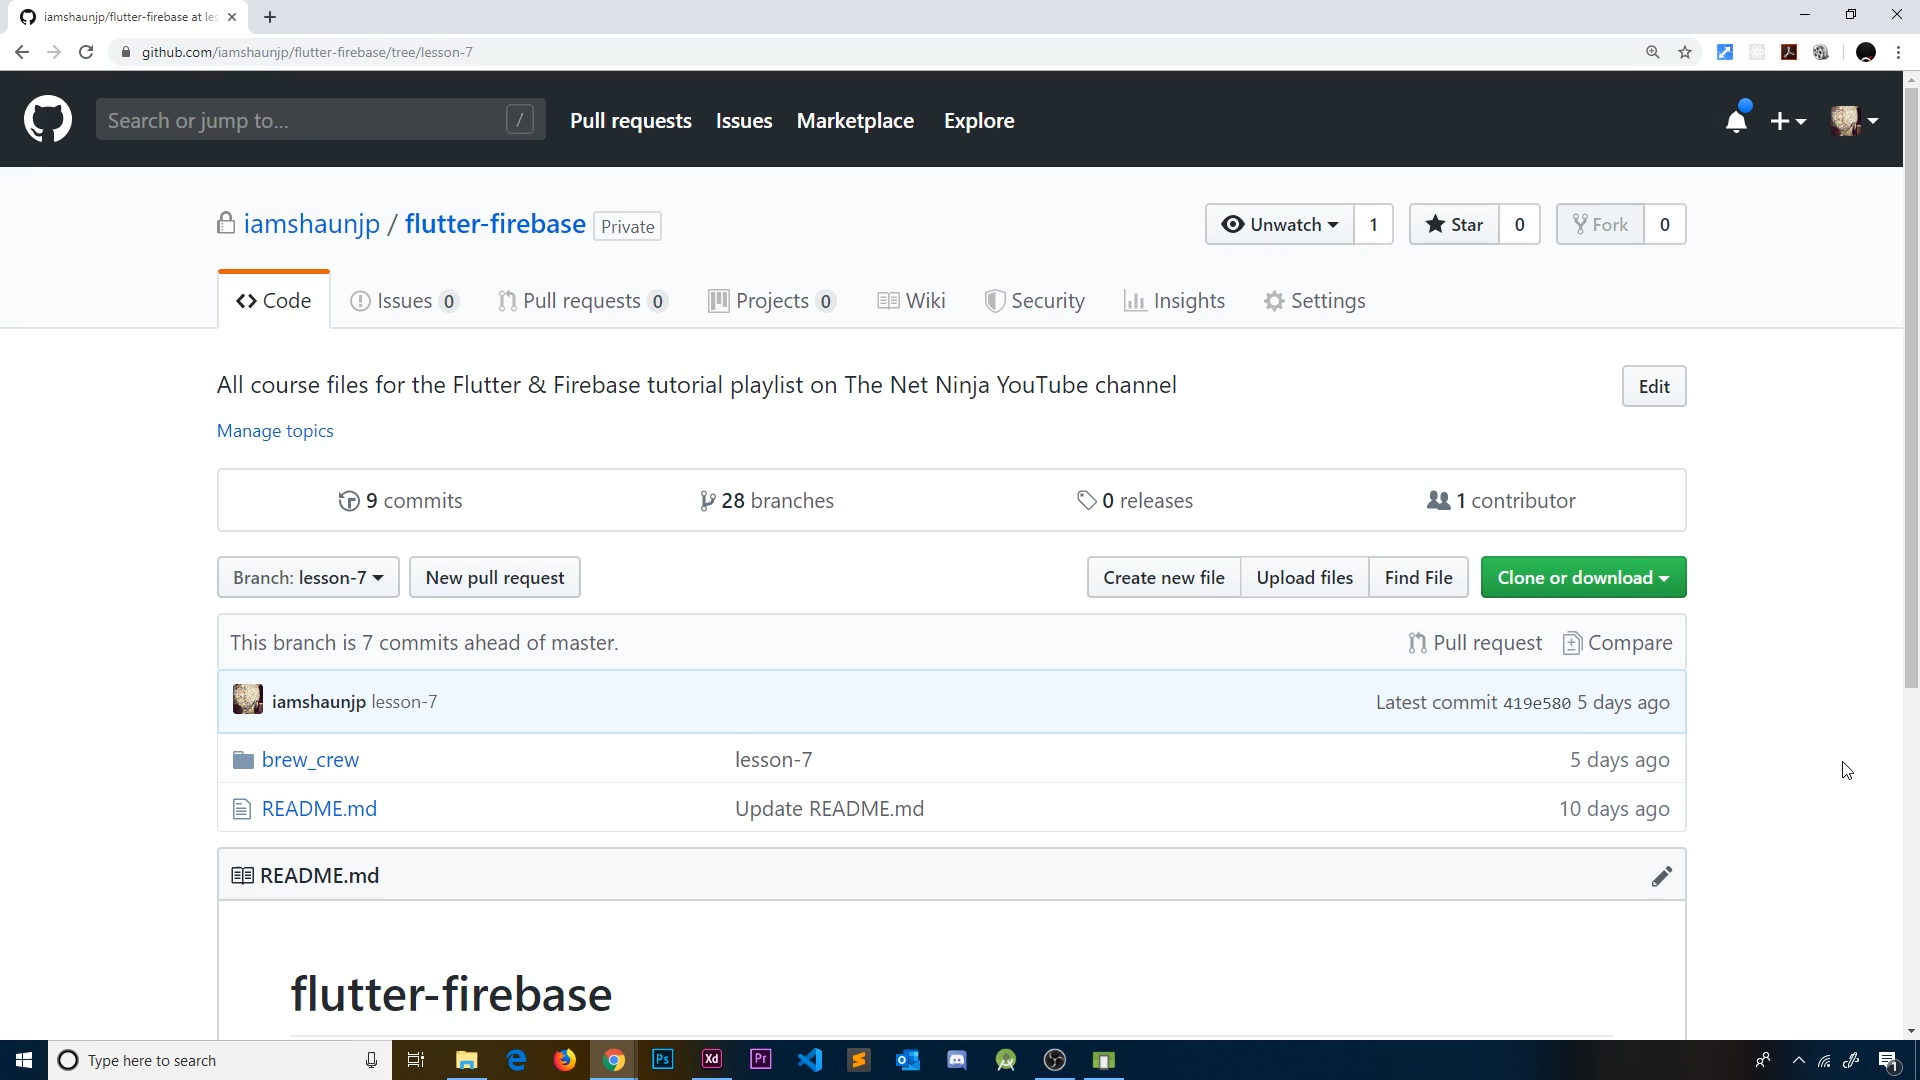 iamshaunjp/flutter-firebase at les
github.com/iamshaunjp/flutter-firebase/tree/lesson-7
Search or jump to... /
Pull requests Issues Marketplace Explore
iamshaunjp / flutter-firebase Private
Unwatch 1 Star 0 Fork 0
Code Issues 0 Pull requests 0 Projects 0 Wiki Security Insights Settings
All course files for the Flutter & Firebase tutorial playlist on The Net Ninja YouTube channel
Edit
Manage topics
9 commits 28 branches 0 releases 1 contributor
Branch: lesson-7 New pull request Create new file Upload files Find File Clone or download
This branch is 7 commits ahead of master. Pull request Compare
iamshaunjp lesson-7 Latest commit 419e580 5 days ago
brew_crew lesson-7 5 days ago
README.md Update README.md 10 days ago
README.md
flutter-firebase
Type here to search Ps Xd Pr 1